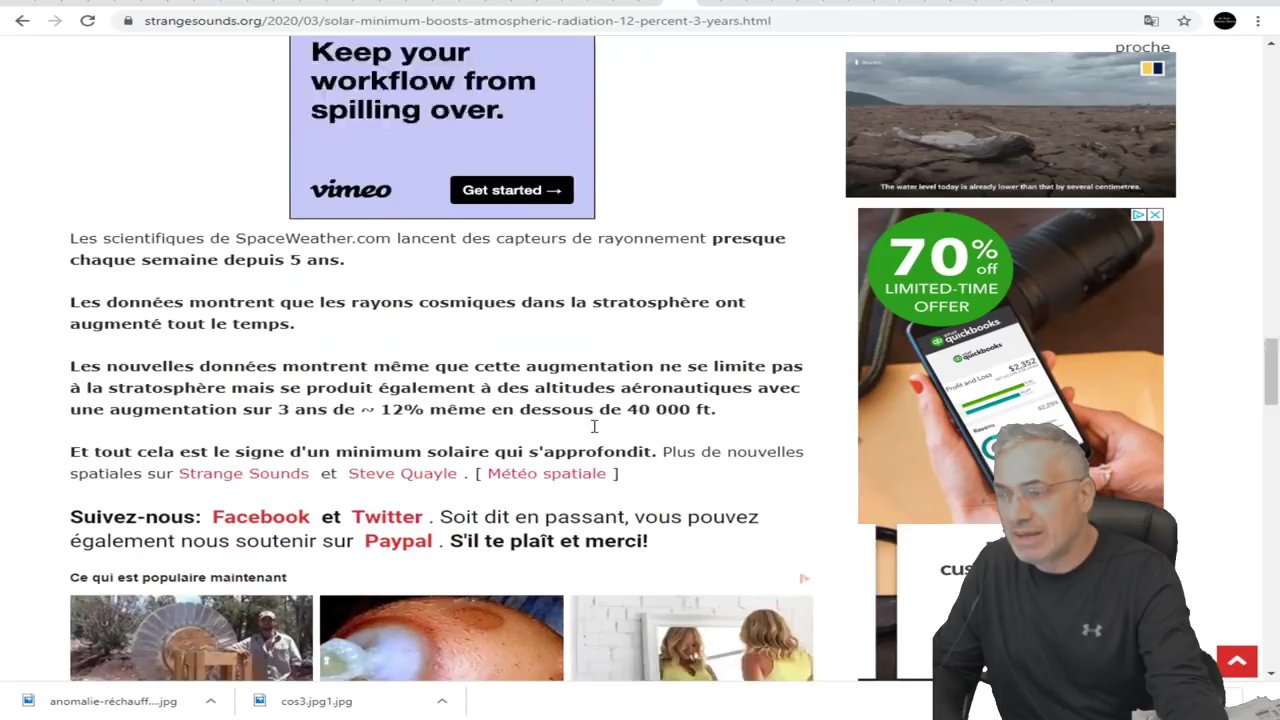 strangesounds.org/2020/03/solar-minimum-boosts-atmospheric-radiation-12-percent-3-years.html
proche
Keep your
workflow from
spilling over.
vimeo
Get started →
The water level today is already lower than that by several centimetres.
70% off
LIMITED-TIME
OFFER
quickbooks
quickbooks
$2,352
Profit and Loss
Les scientifiques de SpaceWeather.com lancent des capteurs de rayonnement presque
chaque semaine depuis 5 ans.
Les données montrent que les rayons cosmiques dans la stratosphère ont
augmenté tout le temps.
Les nouvelles données montrent même que cette augmentation ne se limite pas
à la stratosphère mais se produit également à des altitudes aéronautiques avec
une augmentation sur 3 ans de ~ 12% même en dessous de 40 000 ft.
Et tout cela est le signe d'un minimum solaire qui s'approfondit. Plus de nouvelles
spatiales sur Strange Sounds et Steve Quayle . [ Météo spatiale ]
Suivez-nous: Facebook et Twitter . Soit dit en passant, vous pouvez
également nous soutenir sur Paypal . S'il te plaît et merci!
Ce qui est populaire maintenant
anomalie-réchauff....jpg
cos3.jpg1.jpg